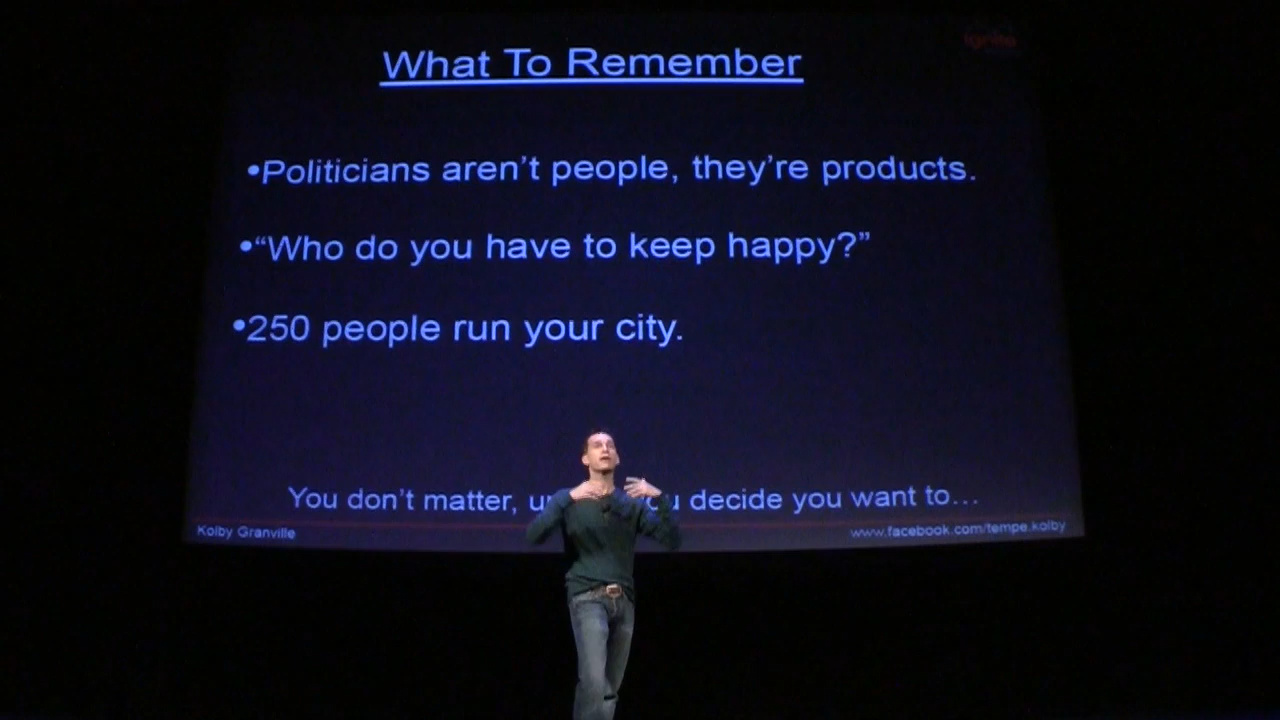 ignite
What To Remember
•Politicians aren’t people, they’re products.
•“Who do you have to keep happy?”
•250 people run your city.
You don’t matter, decide you want to…
Kolby Granville
www.facebook.com/tempe.kolby